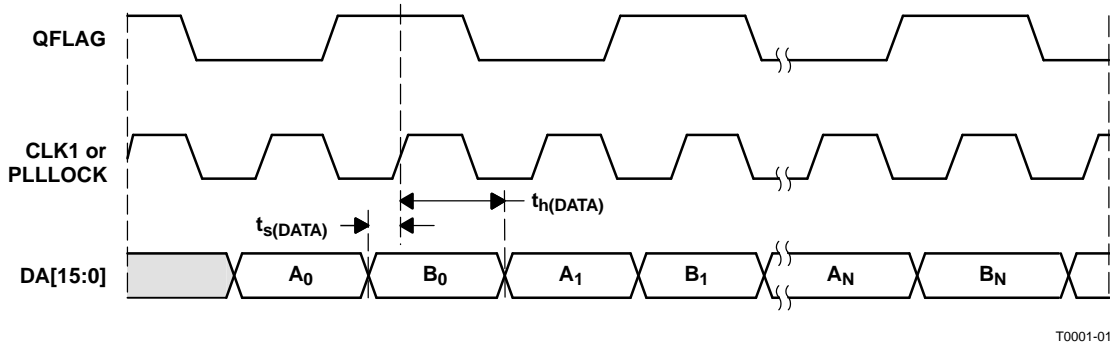 QFLAG
CLK1 or
PLLLOCK
th(DATA)
ts(DATA)
DA[15:0]
A0
B0
A1
B1
AN
BN
T0001-01